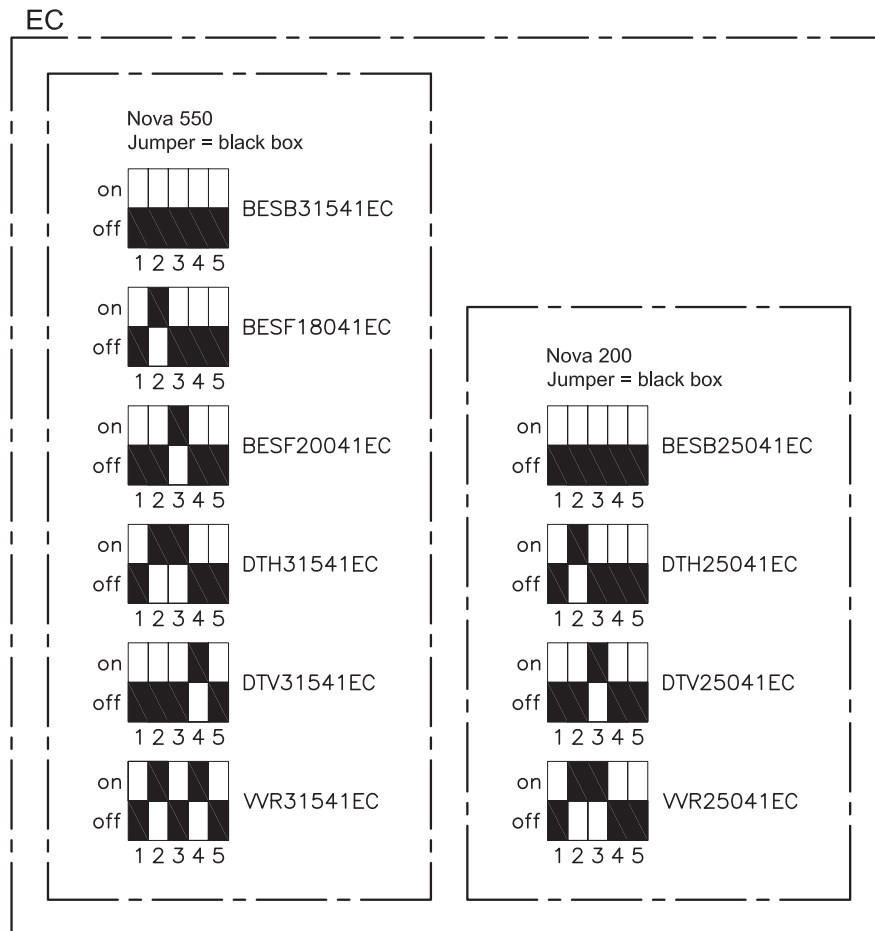 EC
Nova 550
Jumper = black box
on
off
BESB31541EC
1 2 3 4 5
on
off
BESF18041EC
1 2 3 4 5
on
off
BESF20041EC
1 2 3 4 5
on
off
DTH31541EC
1 2 3 4 5
on
off
DTV31541EC
1 2 3 4 5
on
off
VVR31541EC
1 2 3 4 5
Nova 200
Jumper = black box
on
off
BESB25041EC
1 2 3 4 5
on
off
DTH25041EC
1 2 3 4 5
on
off
DTV25041EC
1 2 3 4 5
on
off
VVR25041EC
1 2 3 4 5